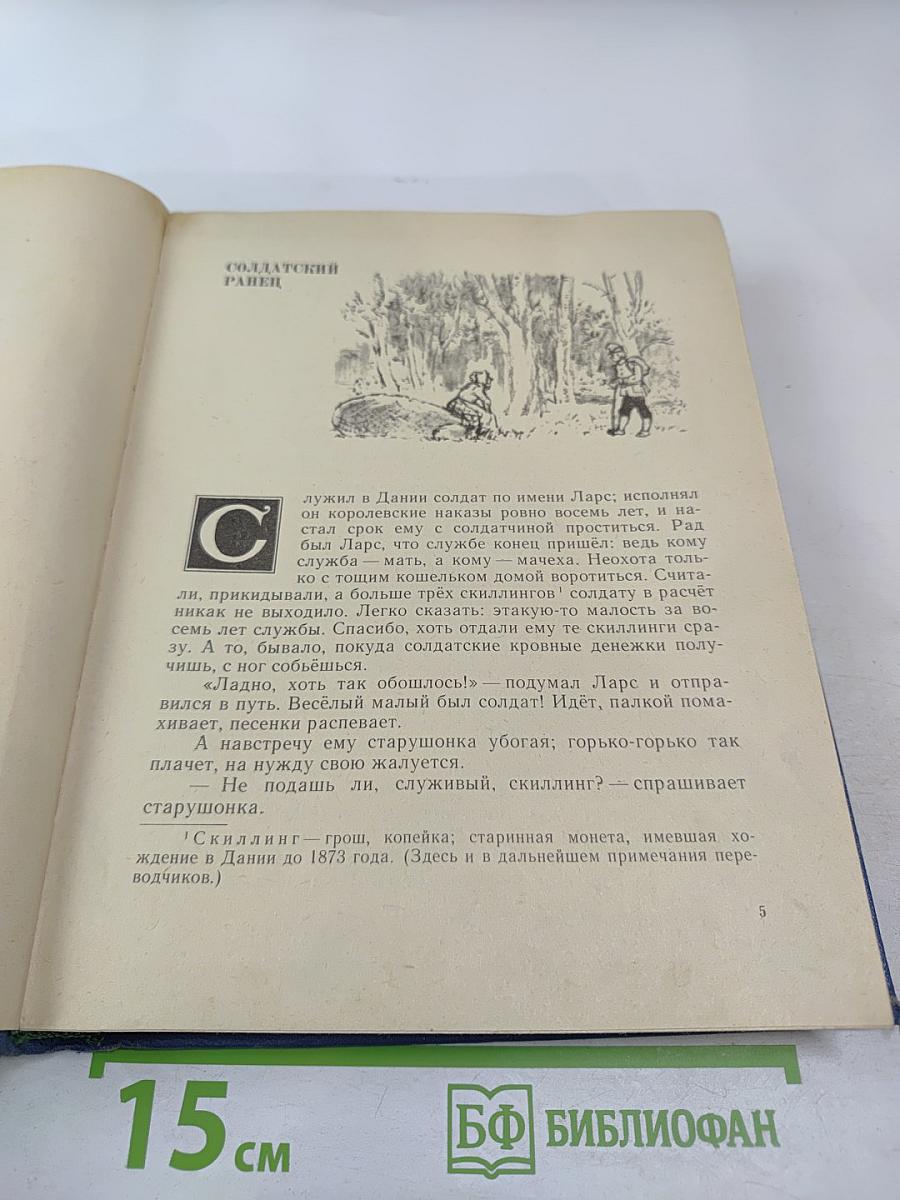 СОЛДАТСКИЙ
РАНЕЦ
Служил в Дании солдат по имени Ларс; исполнял
он королевские наказы ровно восемь лет, и на-
стал срок ему с солдатчиной проститься. Рад
был Ларс, что службе конец пришёл: ведь кому
служба — мать, а кому — мачеха. Неохота толь-
ко с тощим кошельком домой воротиться. Счита-
ли, прикидывали, а больше трёх скиллингов¹ солдату в расчёт
никак не выходило. Легко сказать: этакую-то малость за во-
семь лет службы. Спасибо, хоть отдали ему те скиллинги сра-
зу. А то, бывало, покуда солдатские кровные денежки полу-
чишь, с ног собьёшься.
«Ладно, хоть так обошлось!» — подумал Ларс и отпра-
вился в путь. Весёлый малый был солдат! Идёт, палкой пома-
хивает, песенки распевает.
А навстречу ему старушонка убогая; горько-горько так
плачет, на нужду свою жалуется.
— Не подашь ли, служивый, скиллинг? — спрашивает
старушонка.
¹ Скиллинг — грош, копейка; старинная монета, имевшая хо-
ждение в Дании до 1873 года. (Здесь и в дальнейшем примечания пере-
водчиков.)
5
15 см
БФ БИБЛИОФАН